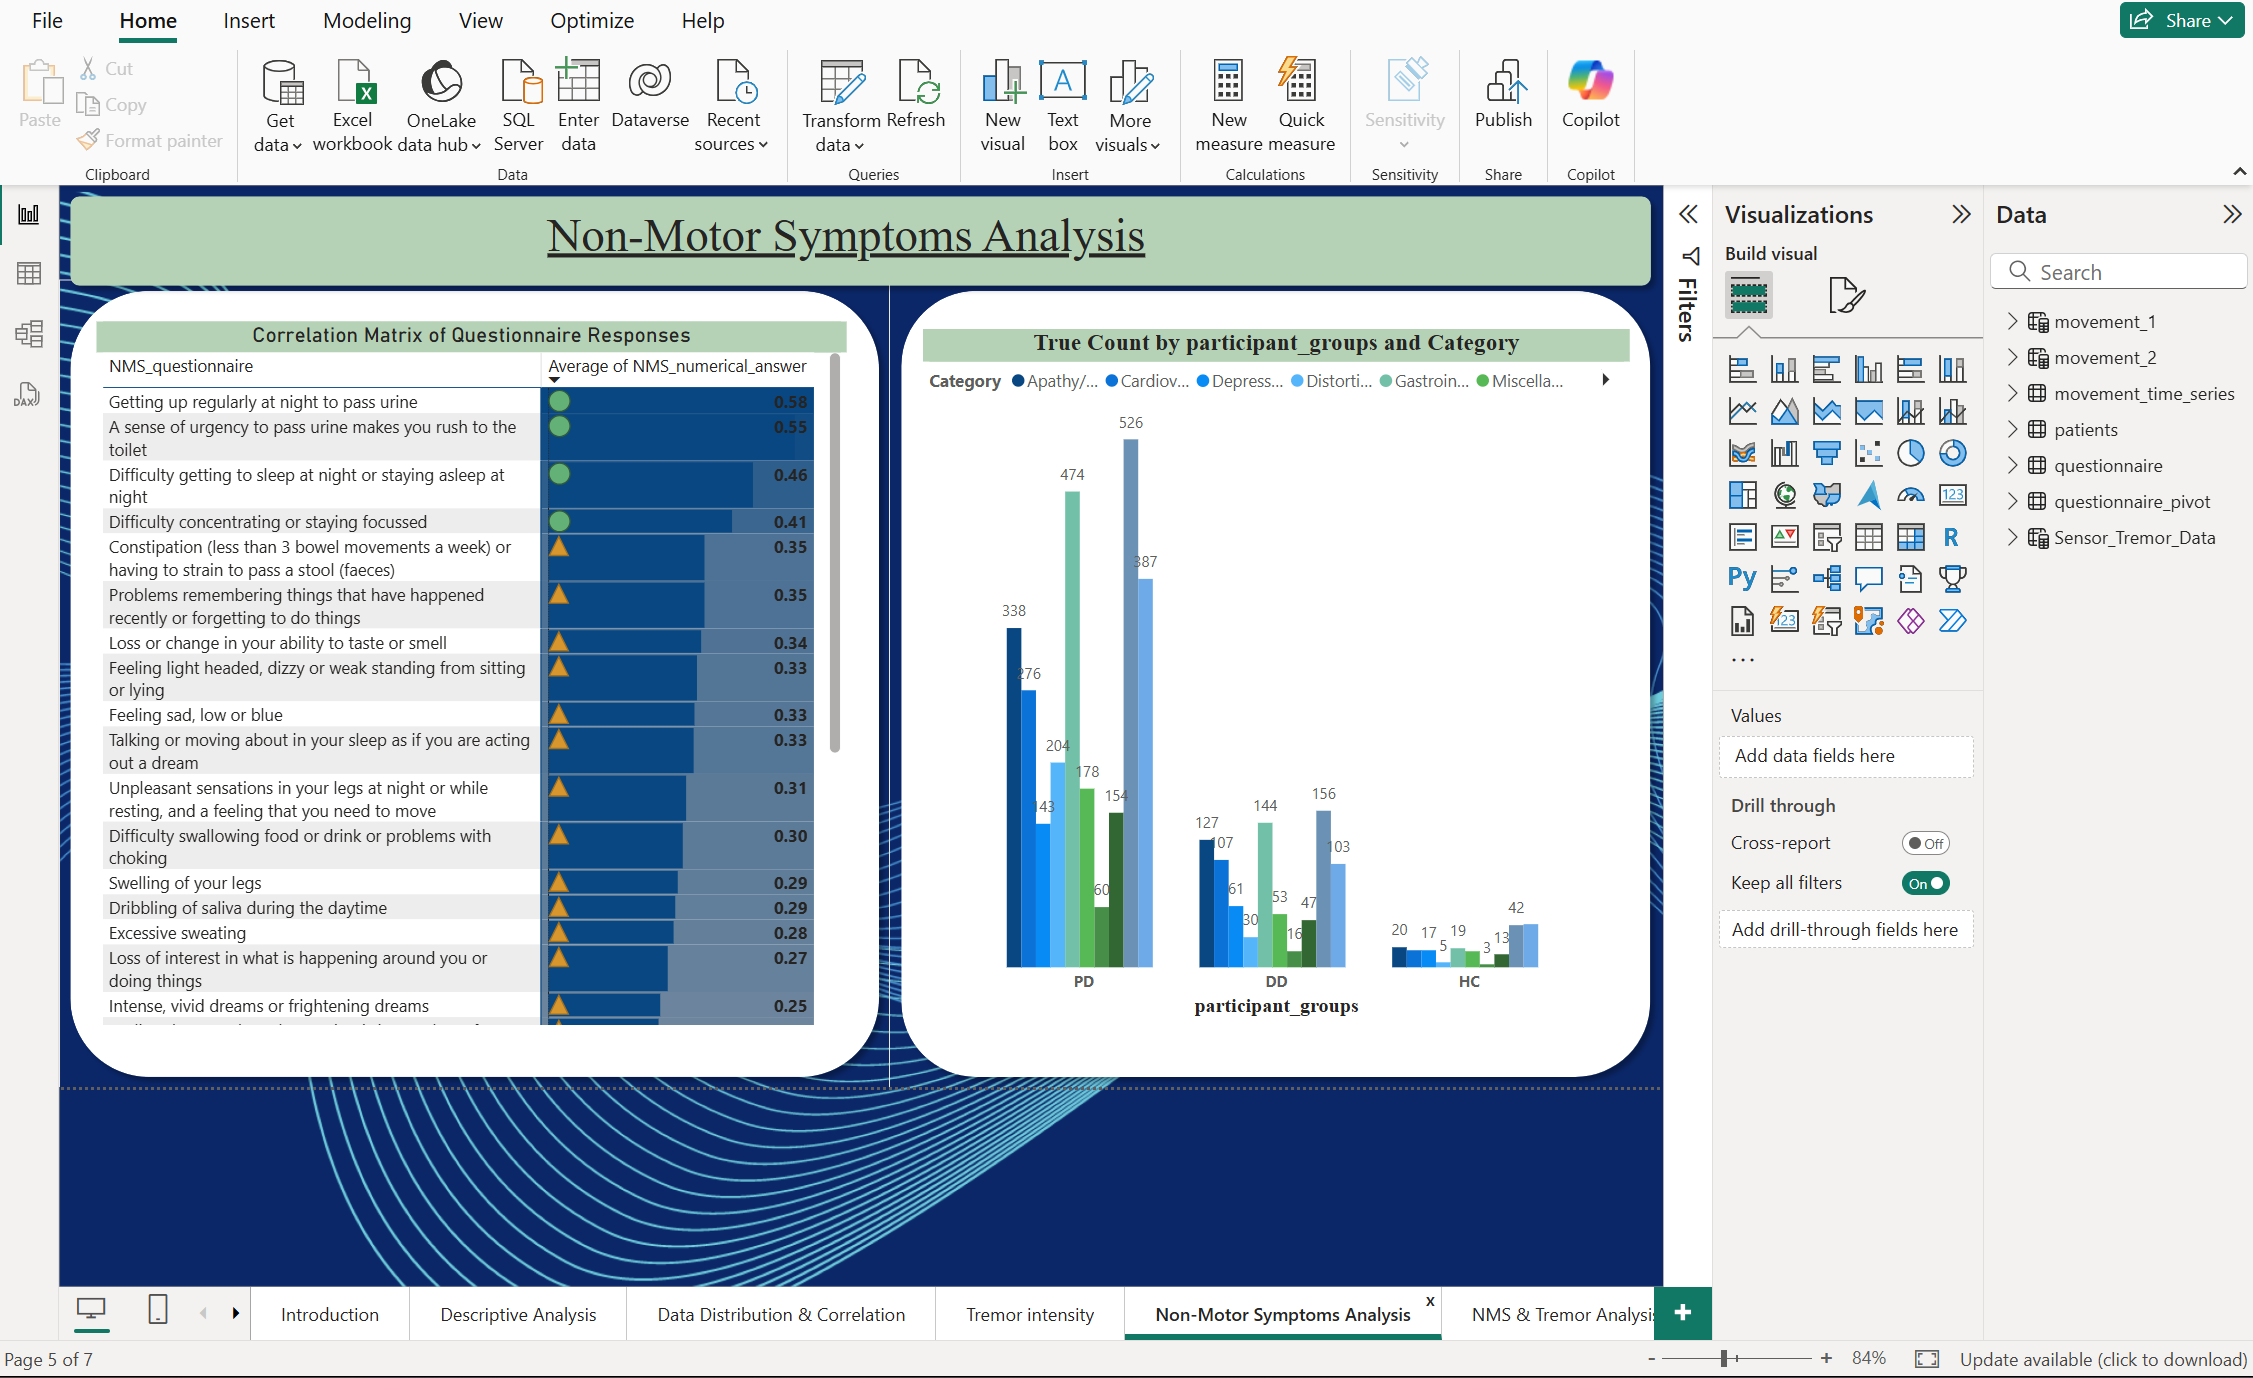 File Home Insert Modeling View Optimize Help
Share
Paste
Cut
Copy
Format painter
Clipboard
Get data
Excel workbook
OneLake data hub
SQL Server
Enter data
Dataverse
Recent sources
Data
Transform data
Refresh
Queries
New visual
Text box
More visuals
Insert
New measure
Quick measure
Calculations
Sensitivity
Sensitivity
Publish
Share
Copilot
Copilot
Non-Motor Symptoms Analysis
Correlation Matrix of Questionnaire Responses
NMS_questionnaire Average of NMS_numerical_answer
Getting up regularly at night to pass urine 0.58
A sense of urgency to pass urine makes you rush to the 0.55
toilet
Difficulty getting to sleep at night or staying asleep at 0.46
night
Difficulty concentrating or staying focussed 0.41
Constipation (less than 3 bowel movements a week) or 0.35
having to strain to pass a stool (faeces)
Problems remembering things that have happened 0.35
recently or forgetting to do things
Loss or change in your ability to taste or smell 0.34
Feeling light headed, dizzy or weak standing from sitting 0.33
or lying
Feeling sad, low or blue 0.33
Talking or moving about in your sleep as if you are acting 0.33
out a dream
Unpleasant sensations in your legs at night or while 0.31
resting, and a feeling that you need to move
Difficulty swallowing food or drink or problems with 0.30
choking
Swelling of your legs 0.29
Dribbling of saliva during the daytime 0.29
Excessive sweating 0.28
Loss of interest in what is happening around you or 0.27
doing things
Intense, vivid dreams or frightening dreams 0.25
True Count by participant_groups and Category
Category Apathy/... Cardiov... Depress... Distorti... Gastroin... Miscella...
338 276 143 204 474 178 60 154 526 387
127 107 61 30 144 53 16 47 156 103
20 17 5 19 3 13 42
PD DD HC
participant_groups
Filters
Visualizations
Build visual
123
R
Py
123
...
Values
Add data fields here
Drill through
Cross-report Off
Keep all filters On
Add drill-through fields here
Data
Search
movement_1
movement_2
movement_time_series
patients
questionnaire
questionnaire_pivot
Sensor_Tremor_Data
DAX
Introduction Descriptive Analysis Data Distribution & Correlation Tremor intensity Non-Motor Symptoms Analysis x NMS & Tremor Analysis +
Page 5 of 7
- + 84% Update available (click to download)